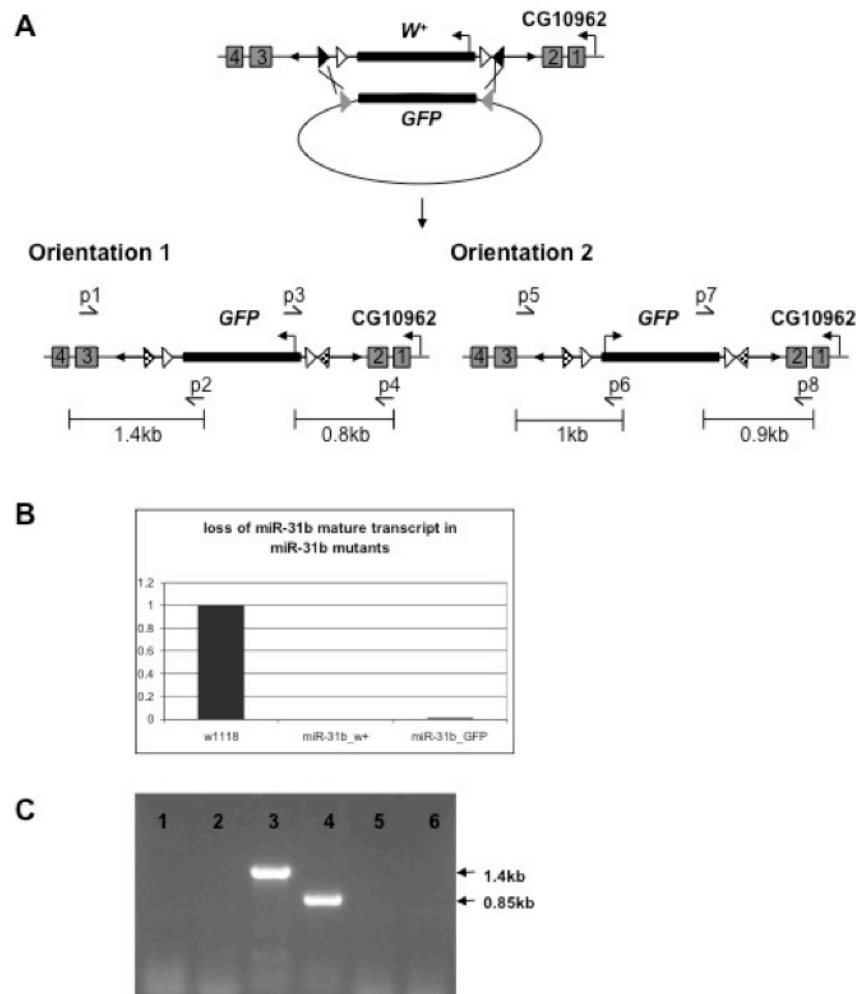 A
W+
CG10962
4 3 2 1
GFP
Orientation 1
Orientation 2
p1 p3 p5 p7
GFP CG10962 GFP CG10962
4 3 2 1 4 3 2 1
p2 p4 p6 p8
1.4kb 0.8kb 1kb 0.9kb
B
loss of miR-31b mature transcript in
miR-31b mutants
1.2
1
0.8
0.6
0.4
0.2
0
w1118 miR-31b_w+ miR-31b_GFP
C
1 2 3 4 5 6
1.4kb
0.85kb